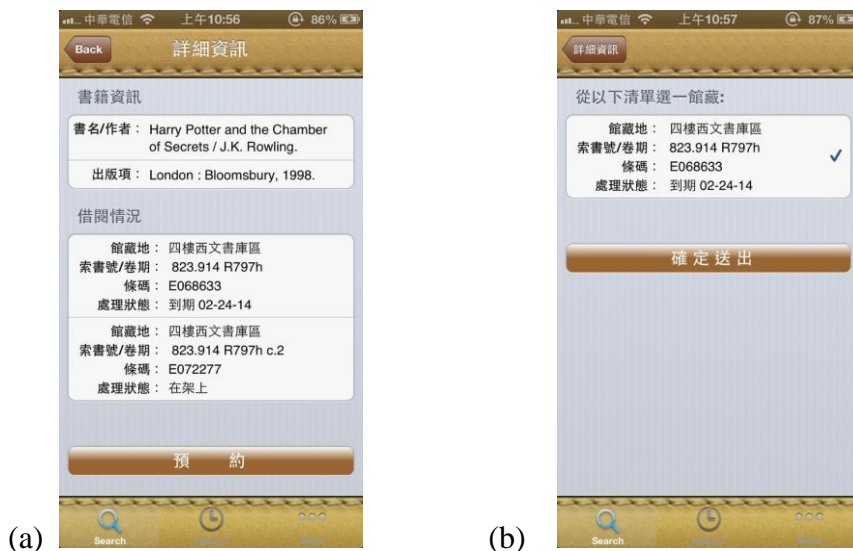 中華電信 上午10:56 86%
Back 詳細資訊
書籍資訊
書名/作者： Harry Potter and the Chamber
of Secrets / J.K. Rowling.
出版項： London : Bloomsbury, 1998.
借閱情況
館藏地： 四樓西文書庫區
索書號/卷期： 823.914 R797h
條碼： E068633
處理狀態： 到期 02-24-14
館藏地： 四樓西文書庫區
索書號/卷期： 823.914 R797h c.2
條碼： E072277
處理狀態： 在架上
預 約
Search
(a)
中華電信 上午10:57 87%
詳細資訊
從以下清單選一館藏:
館藏地： 四樓西文書庫區
索書號/卷期： 823.914 R797h
條碼： E068633
處理狀態： 到期 02-24-14
確定送出
Search
(b)